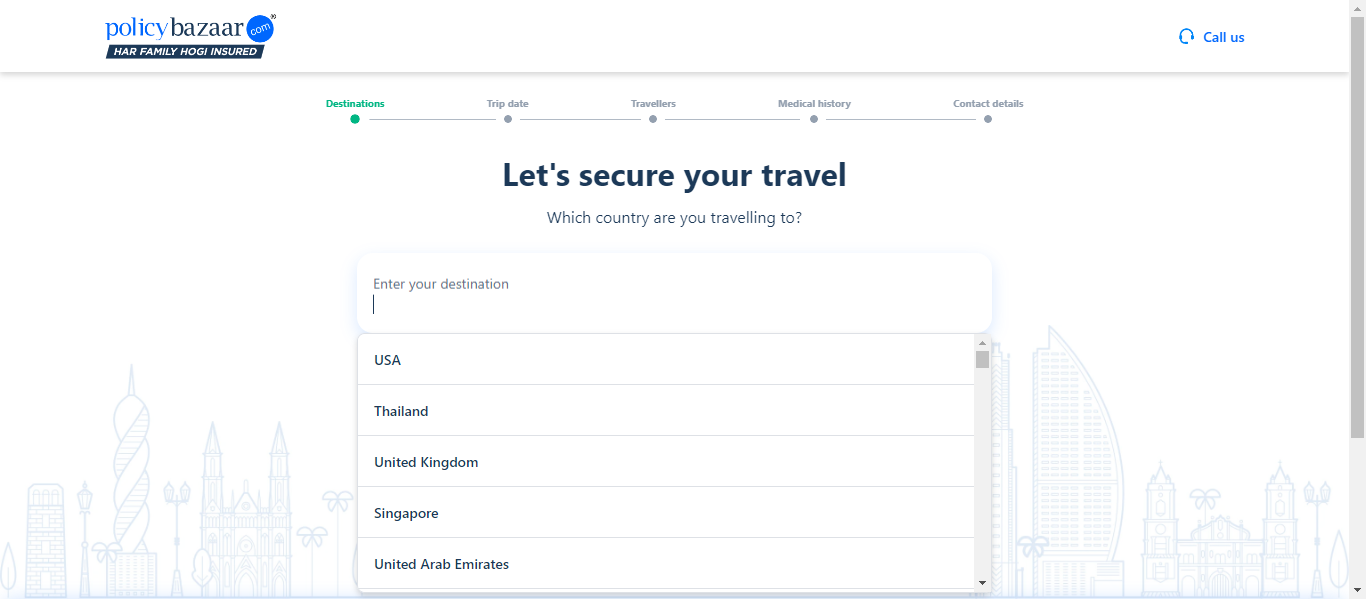 policybazaar.com®
HAR FAMILY HOGI INSURED
Call us
Destinations
Trip date
Travellers
Medical history
Contact details
Let's secure your travel
Which country are you travelling to?
Enter your destination
USA
Thailand
United Kingdom
Singapore
United Arab Emirates